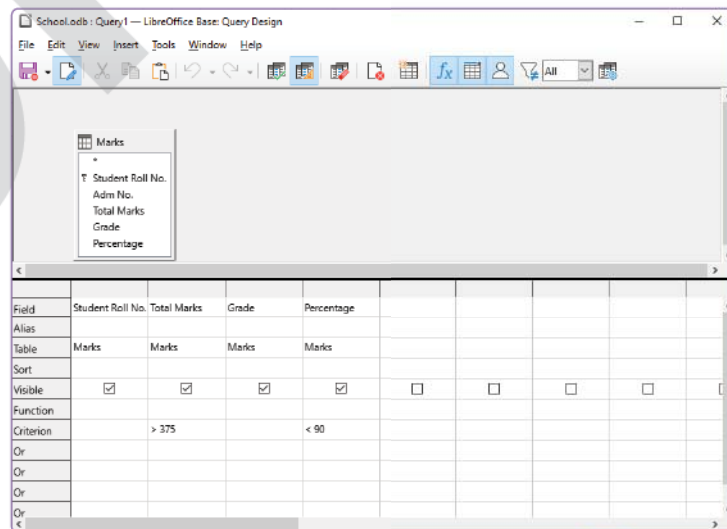 School.odb : Query1 — LibreOffice Base: Query Design
File Edit View Insert Tools Window Help
All
Marks
*
Student Roll No.
Adm No.
Total Marks
Grade
Percentage
Field Student Roll No. Total Marks Grade Percentage
Alias
Table Marks Marks Marks Marks
Sort
Visible
Function
Criterion > 375 < 90
Or
Or
Or
Or